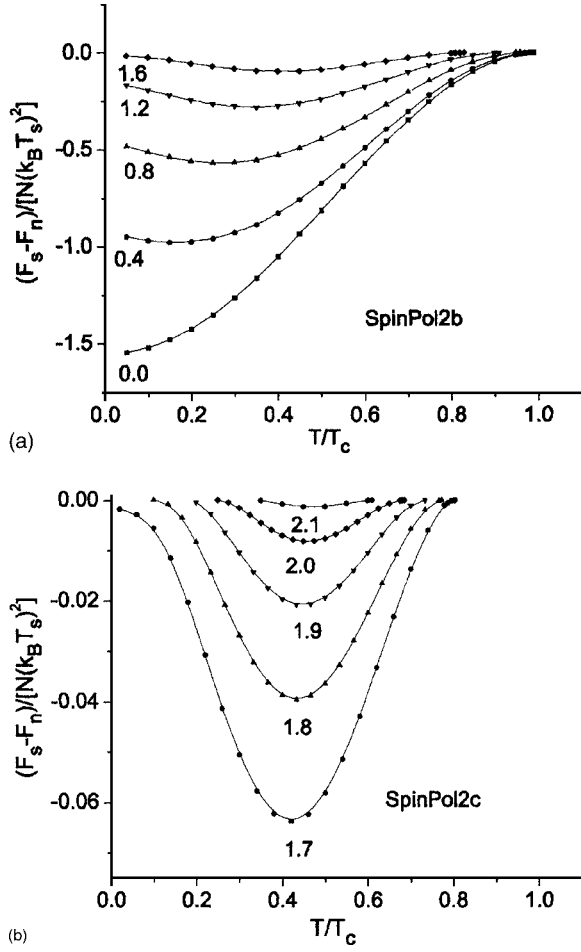 (F_s-F_n)/[N(k_BT_s)^2]
0.0
-0.5
-1.0
-1.5
1.6
1.2
0.8
0.4
0.0
SpinPol2b
0.0 0.2 0.4 0.6 0.8 1.0
T/T_c
(a)
(F_s-F_n)/[N(k_BT_s)^2]
0.00
-0.02
-0.04
-0.06
2.1
2.0
1.9
1.8
1.7
SpinPol2c
0.0 0.2 0.4 0.6 0.8 1.0
T/T_c
(b)